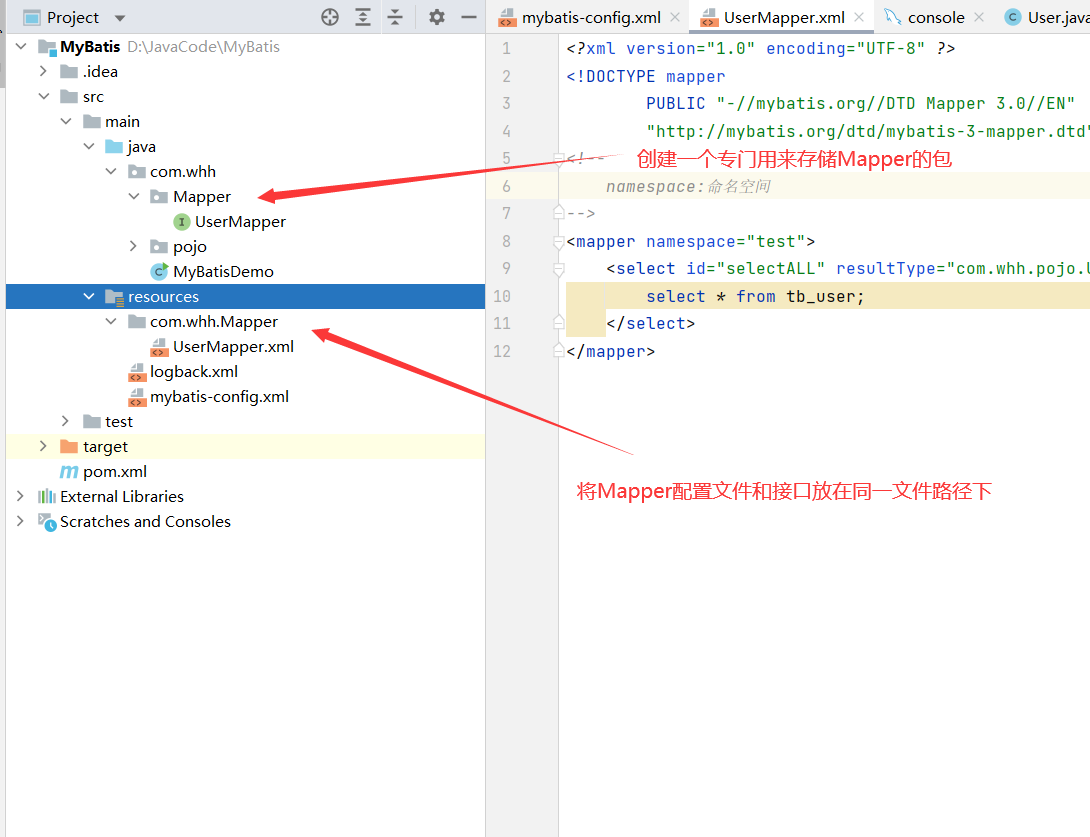 Project
mybatis-config.xml
UserMapper.xml
console
User.java
MyBatis D:\JavaCode\MyBatis
.idea
src
main
java
com.whh
Mapper
UserMapper
pojo
MyBatisDemo
resources
com.whh.Mapper
UserMapper.xml
logback.xml
mybatis-config.xml
test
target
pom.xml
External Libraries
Scratches and Consoles
1 <?xml version="1.0" encoding="UTF-8" ?>
2 <!DOCTYPE mapper
3 PUBLIC "-//mybatis.org//DTD Mapper 3.0//EN"
4 "http://mybatis.org/dtd/mybatis-3-mapper.dtd"
5 <!--
创建一个专门用来存储Mapper的包
6 namespace:命名空间
7 -->
8 <mapper namespace="test">
9 <select id="selectALL" resultType="com.whh.pojo.U
10 select * from tb_user;
11 </select>
12 </mapper>
将Mapper配置文件和接口放在同一文件路径下